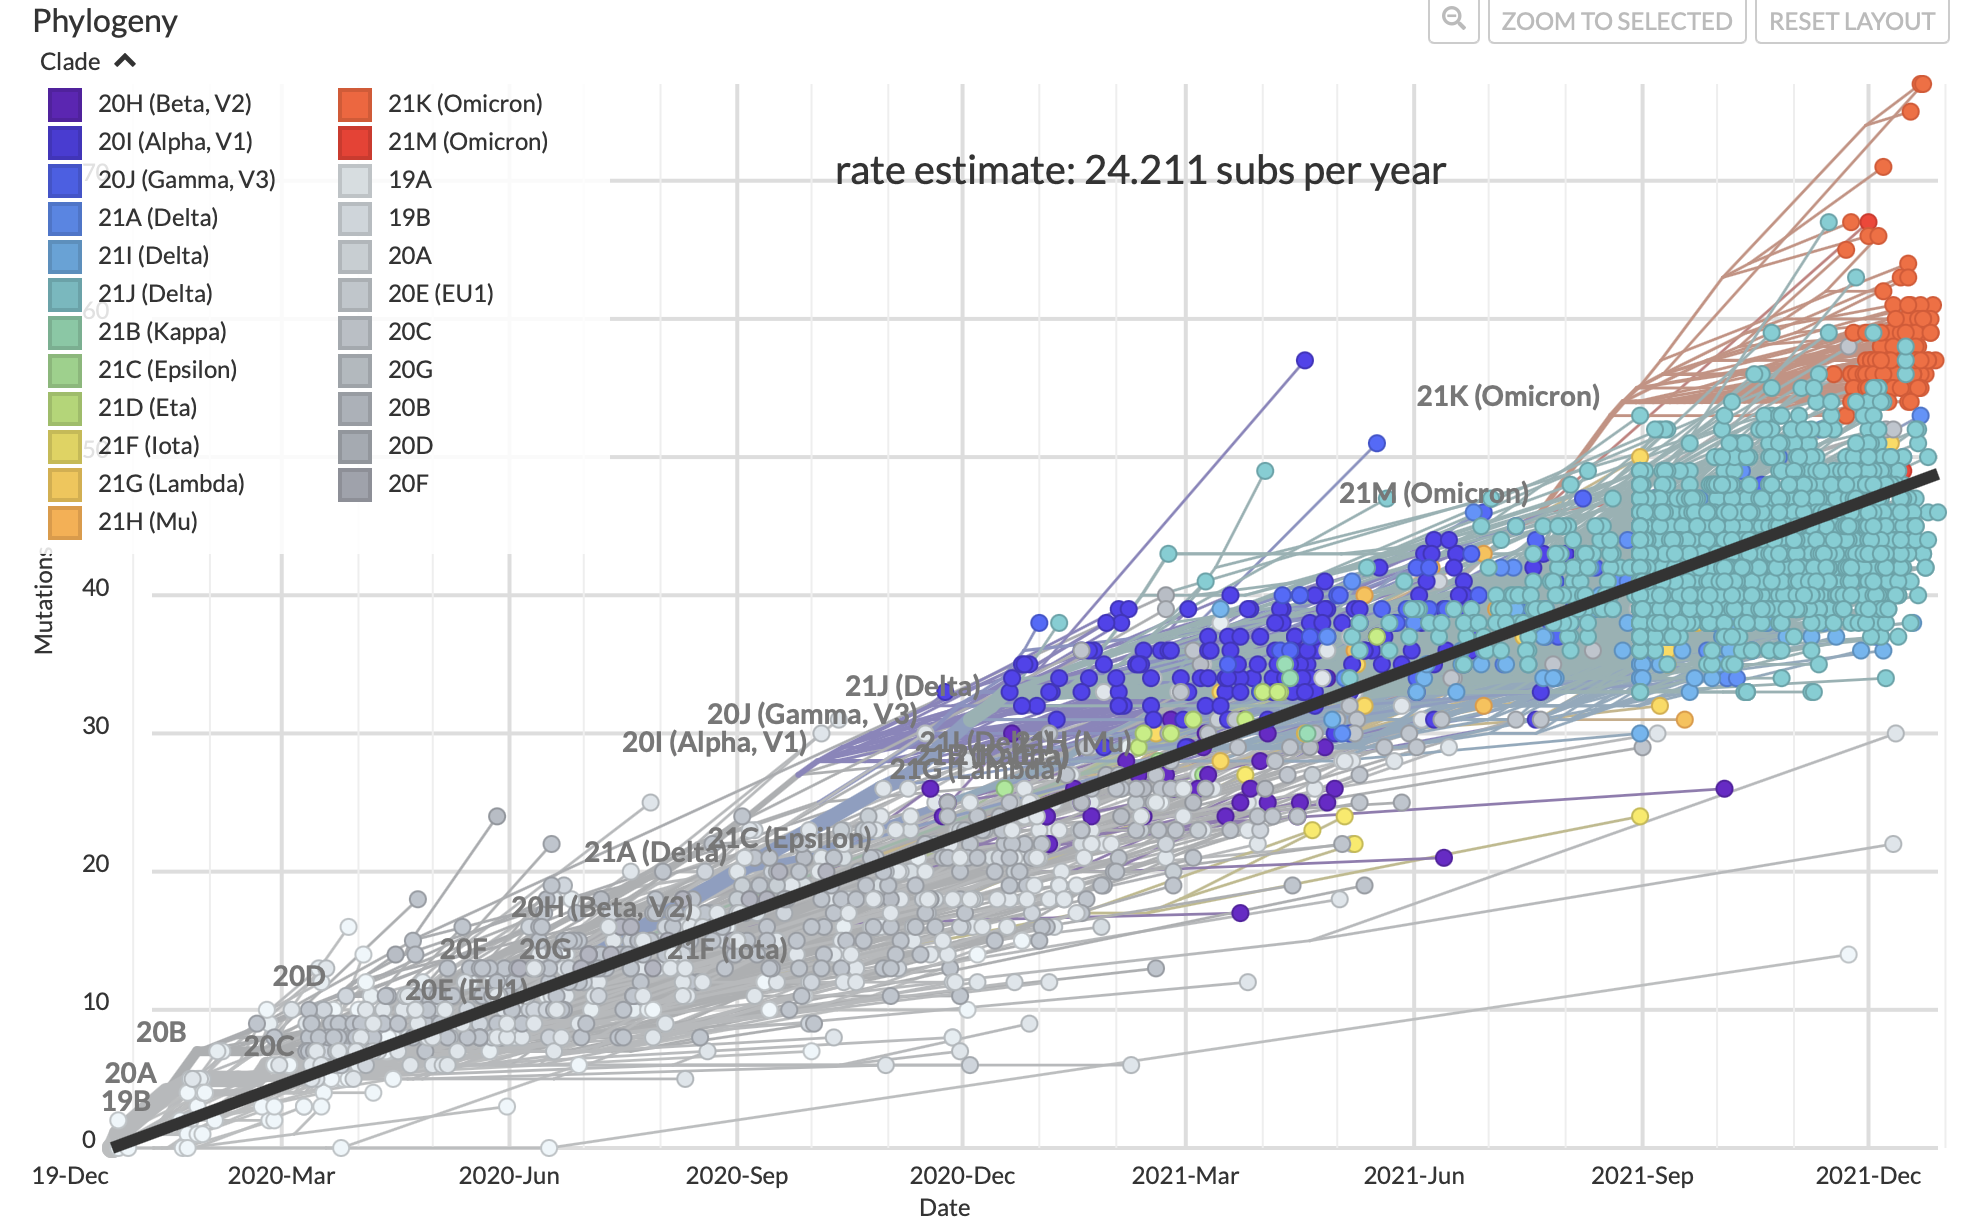 Phylogeny
ZOOM TO SELECTED
RESET LAYOUT
Clade
20H (Beta, V2)
20I (Alpha, V1)
20J (Gamma, V3)
21A (Delta)
21I (Delta)
21J (Delta)
21B (Kappa)
21C (Epsilon)
21D (Eta)
21F (Iota)
21G (Lambda)
21H (Mu)
21K (Omicron)
21M (Omicron)
19A
19B
20A
20E (EU1)
20C
20G
20B
20D
20F
rate estimate: 24.211 subs per year
70
60
50
40
30
20
10
0
Mutations
21K (Omicron)
21M (Omicron)
21J (Delta)
20J (Gamma, V3)
20I (Alpha, V1)
21I (Delta)
21H (Mu)
21G (Lambda)
21C (Epsilon)
21A (Delta)
20H (Beta, V2)
20F
20G
21F (Iota)
20D
20E (EU1)
20B
20C
20A
19B
19-Dec
2020-Mar
2020-Jun
2020-Sep
2020-Dec
2021-Mar
2021-Jun
2021-Sep
2021-Dec
Date